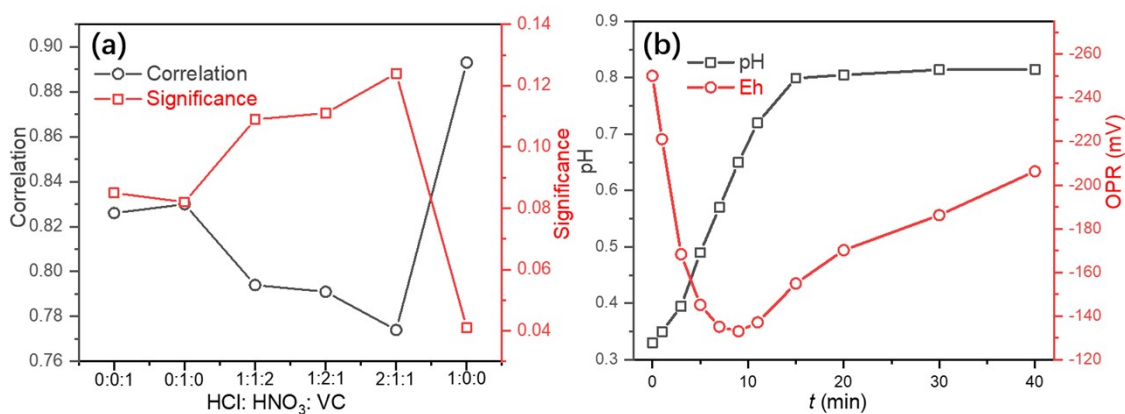 (a)
Correlation
Significance
0.90
0.88
0.86
0.84
0.82
0.80
0.78
0.76
Correlation
0.14
0.12
0.10
0.08
0.06
0.04
Significance
0:0:1 0:1:0 1:1:2 1:2:1 2:1:1 1:0:0
HCl: HNO₃: VC
(b)
pH
Eh
0.9
0.8
0.7
0.6
0.5
0.4
0.3
pH
-260
-240
-220
-200
-180
-160
-140
-120
OPR (mV)
0 10 20 30 40
t (min)